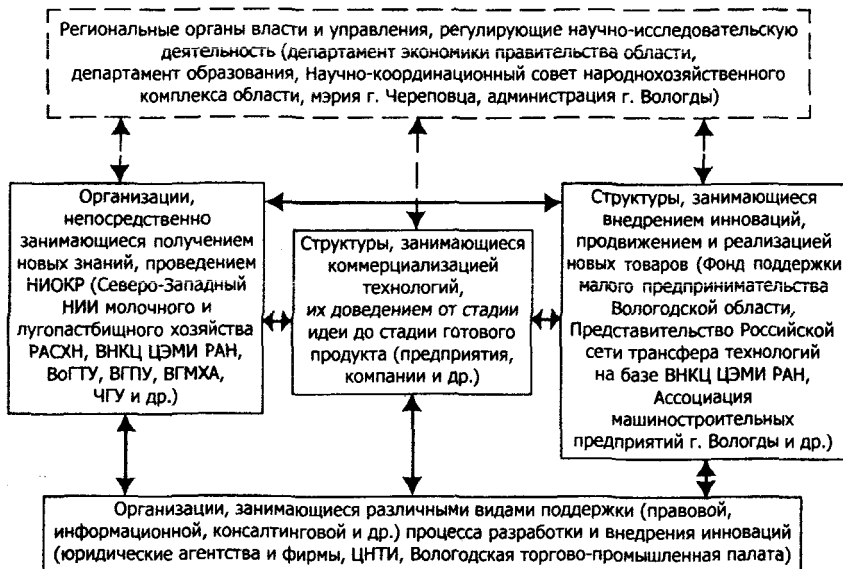 Региональные органы власти и управления, регулирующие научно-исследовательскую
деятельность (департамент экономики правительства области,
департамент образования, Научно-координационный совет народнохозяйственного
комплекса области, мэрия г. Череповца, администрация г. Вологды)
Организации,
непосредственно
занимающиеся получением
новых знаний, проведением
НИОКР (Северо-Западный
НИИ молочного и
лугопастбищного хозяйства
РАСХН, ВНКЦ ЦЭМИ РАН,
ВоГТУ, ВГПУ, ВГМХА,
ЧГУ и др.)
Структуры, занимающиеся
коммерциализацией
технологий,
их доведением от стадии
идеи до стадии готового
продукта (предприятия,
компании и др.)
Структуры, занимающиеся
внедрением инноваций,
продвижением и реализацией
новых товаров (Фонд поддержки
малого предпринимательства
Вологодской области,
Представительство Российской
сети трансфера технологий
на базе ВНКЦ ЦЭМИ РАН,
Ассоциация
машиностроительных
предприятий г. Вологды и др.)
Организации, занимающиеся различными видами поддержки (правовой,
информационной, консалтинговой и др.) процесса разработки и внедрения инноваций
(юридические агентства и фирмы, ЦНТИ, Вологодская торгово-промышленная палата)